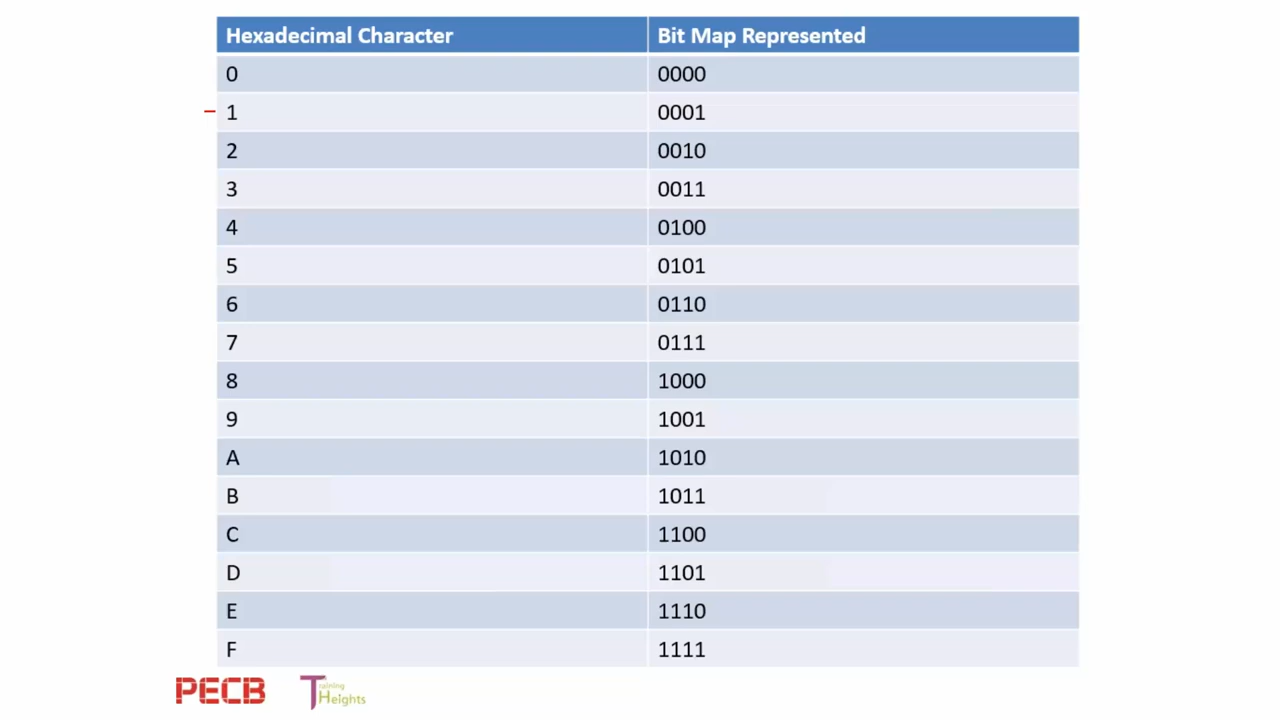 Hexadecimal Character Bit Map Represented
0 0000
1 0001
2 0010
3 0011
4 0100
5 0101
6 0110
7 0111
8 1000
9 1001
A 1010
B 1011
C 1100
D 1101
E 1110
F 1111
PECB Training Heights